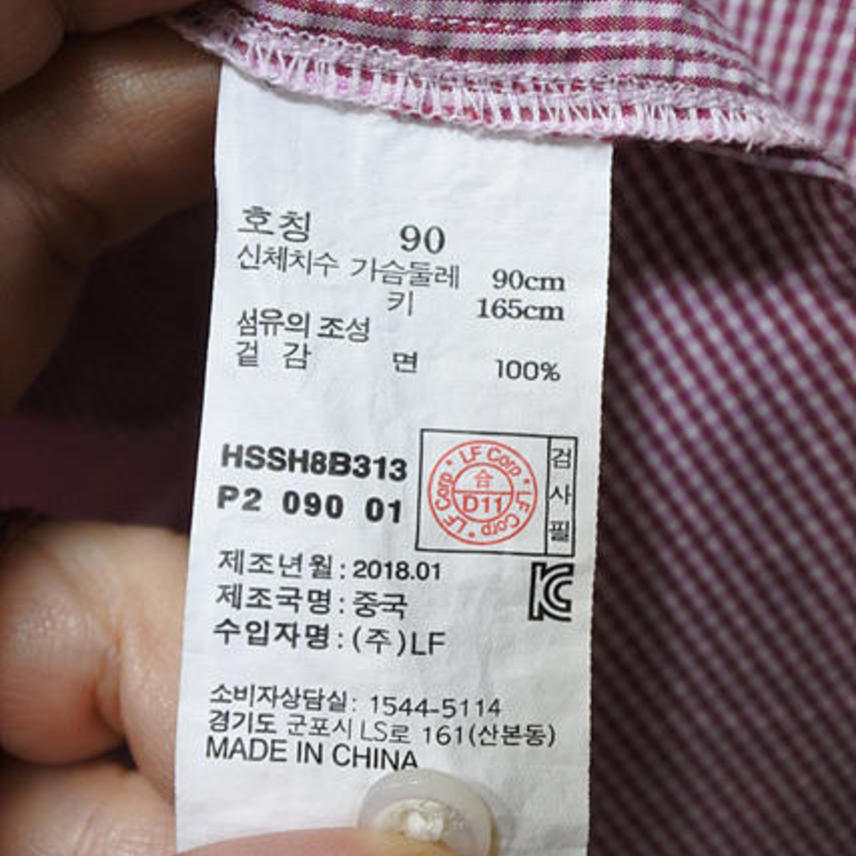 호칭 90
신체치수 가슴둘레 90cm
키 165cm
섬유의 조성
겉 감 면 100%
HSSH8B313
P2 090 01
LF Corp * LF Corp * LF Corp *
合
D11
검사필
제조년월 : 2018.01
제조국명 : 중국
수입자명 : (주)LF
KC
소비자상담실: 1544-5114
경기도 군포시 LS로 161(산본동)
MADE IN CHINA